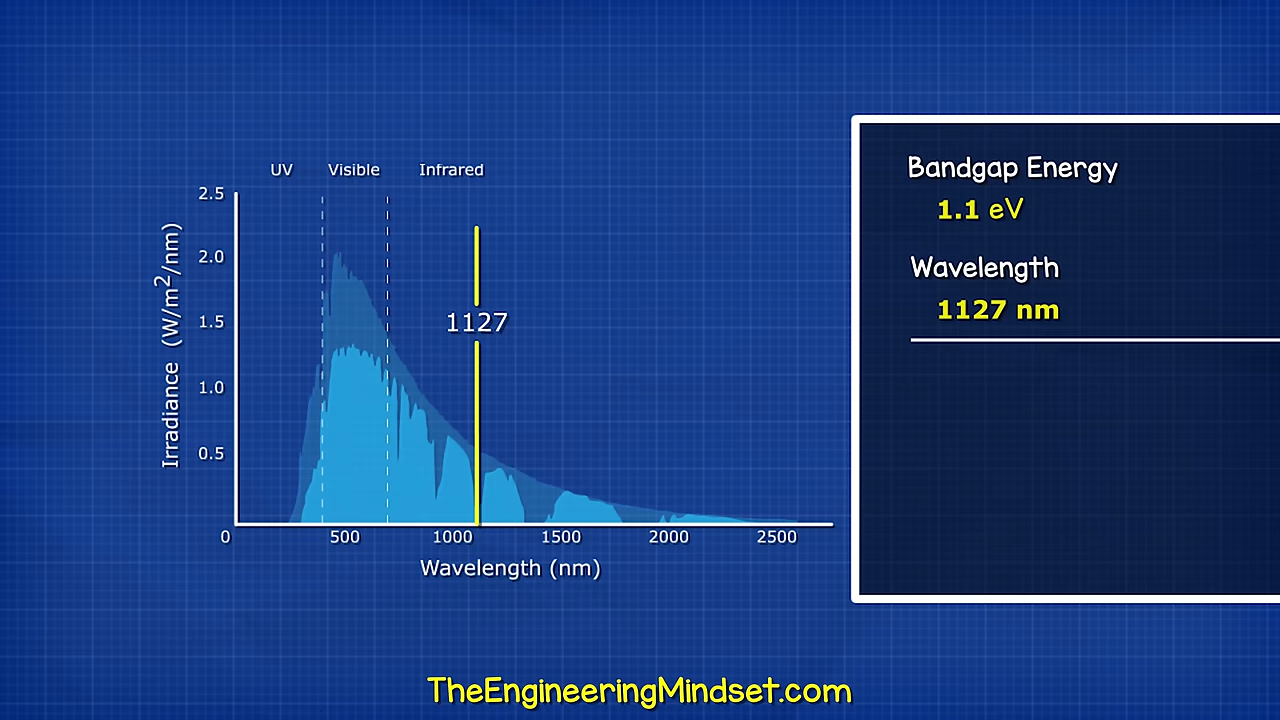 UV Visible Infrared
2.5
2.0
1.5
1.0
0.5
Irradiance (W/m²/nm)
1127
0 500 1000 1500 2000 2500
Wavelength (nm)
Bandgap Energy
1.1 eV
Wavelength
1127 nm
TheEngineeringMindset.com